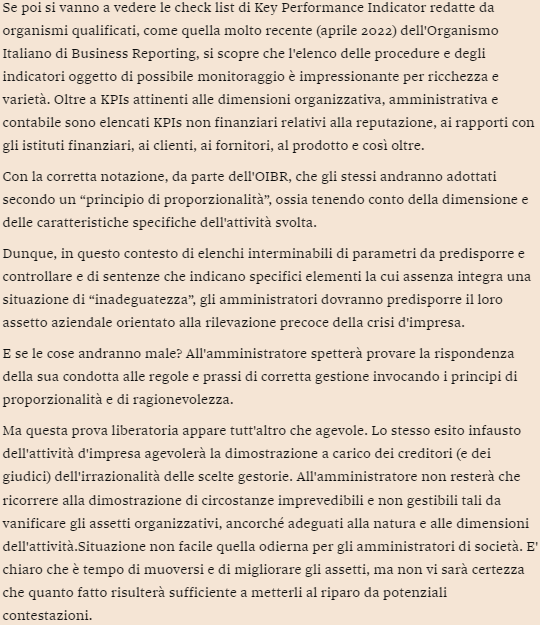 Se poi si vanno a vedere le check list di Key Performance Indicator redatte da
organismi qualificati, come quella molto recente (aprile 2022) dell'Organismo
Italiano di Business Reporting, si scopre che l'elenco delle procedure e degli
indicatori oggetto di possibile monitoraggio è impressionante per ricchezza e
varietà. Oltre a KPIs attinenti alle dimensioni organizzativa, amministrativa e
contabile sono elencati KPIs non finanziari relativi alla reputazione, ai rapporti con
gli istituti finanziari, ai clienti, ai fornitori, al prodotto e così oltre.
Con la corretta notazione, da parte dell'OIBR, che gli stessi andranno adottati
secondo un “principio di proporzionalità”, ossia tenendo conto della dimensione e
delle caratteristiche specifiche dell'attività svolta.
Dunque, in questo contesto di elenchi interminabili di parametri da predisporre e
controllare e di sentenze che indicano specifici elementi la cui assenza integra una
situazione di “inadeguatezza”, gli amministratori dovranno predisporre il loro
assetto aziendale orientato alla rilevazione precoce della crisi d'impresa.
E se le cose andranno male? All'amministratore spetterà provare la rispondenza
della sua condotta alle regole e prassi di corretta gestione invocando i principi di
proporzionalità e di ragionevolezza.
Ma questa prova liberatoria appare tutt'altro che agevole. Lo stesso esito infausto
dell'attività d'impresa agevolerà la dimostrazione a carico dei creditori (e dei
giudici) dell'irrazionalità delle scelte gestorie. All'amministratore non resterà che
ricorrere alla dimostrazione di circostanze imprevedibili e non gestibili tali da
vanificare gli assetti organizzativi, ancorché adeguati alla natura e alle dimensioni
dell'attività.Situazione non facile quella odierna per gli amministratori di società. E'
chiaro che è tempo di muoversi e di migliorare gli assetti, ma non vi sarà certezza
che quanto fatto risulterà sufficiente a metterli al riparo da potenziali
contestazioni.